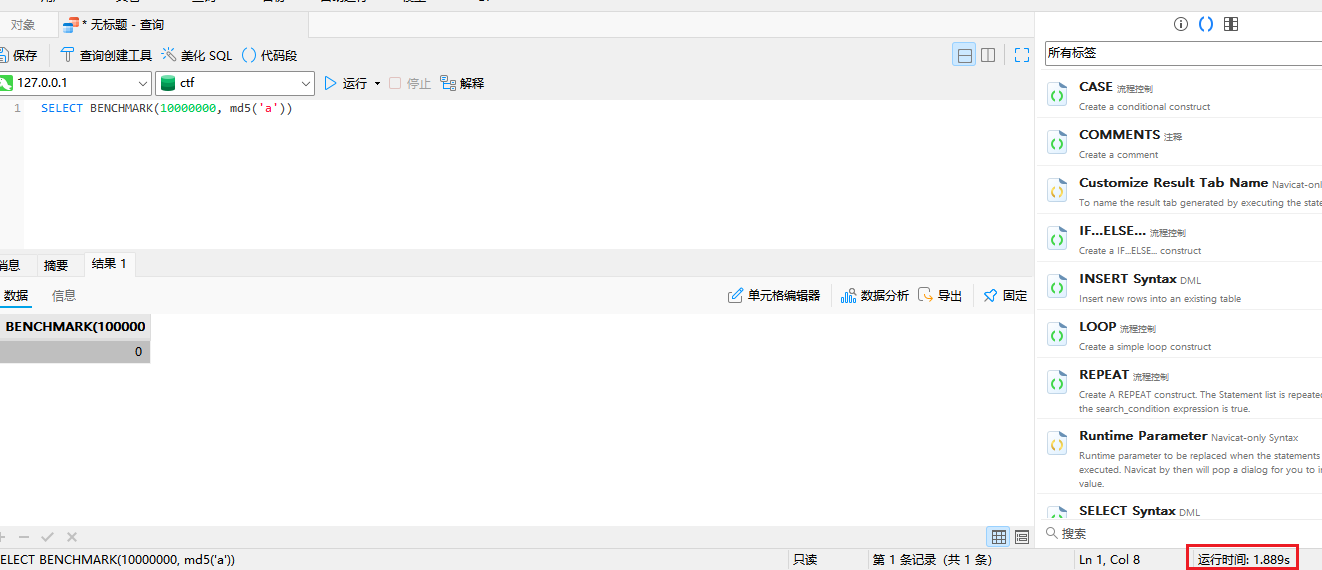 对象 * 无标题 - 查询
保存 查询创建工具 美化 SQL 代码段
127.0.0.1 ctf 运行 停止 解释
1 SELECT BENCHMARK(10000000, md5('a'))
消息 摘要 结果 1
数据 信息 单元格编辑器 数据分析 导出 固定
BENCHMARK(100000
0
所有标签
CASE 流程控制
Create a conditional construct
COMMENTS 注释
Create a comment
Customize Result Tab Name Navicat-onl
To name the result tab generated by executing the state
IF...ELSE... 流程控制
Create a IF...ELSE... construct
INSERT Syntax DML
Insert new rows into an existing table
LOOP 流程控制
Create a simple loop construct
REPEAT 流程控制
Create A REPEAT construct. The Statement list is repeated
the search_condition expression is true.
Runtime Parameter Navicat-only Syntax
Runtime parameter to be replaced when the statements
executed. Navicat by then will pop a dialog for you to in
value.
SELECT Syntax DML
搜索
ELECT BENCHMARK(10000000, md5('a')) 只读 第 1 条记录 (共 1 条) Ln 1, Col 8 运行时间: 1.889s